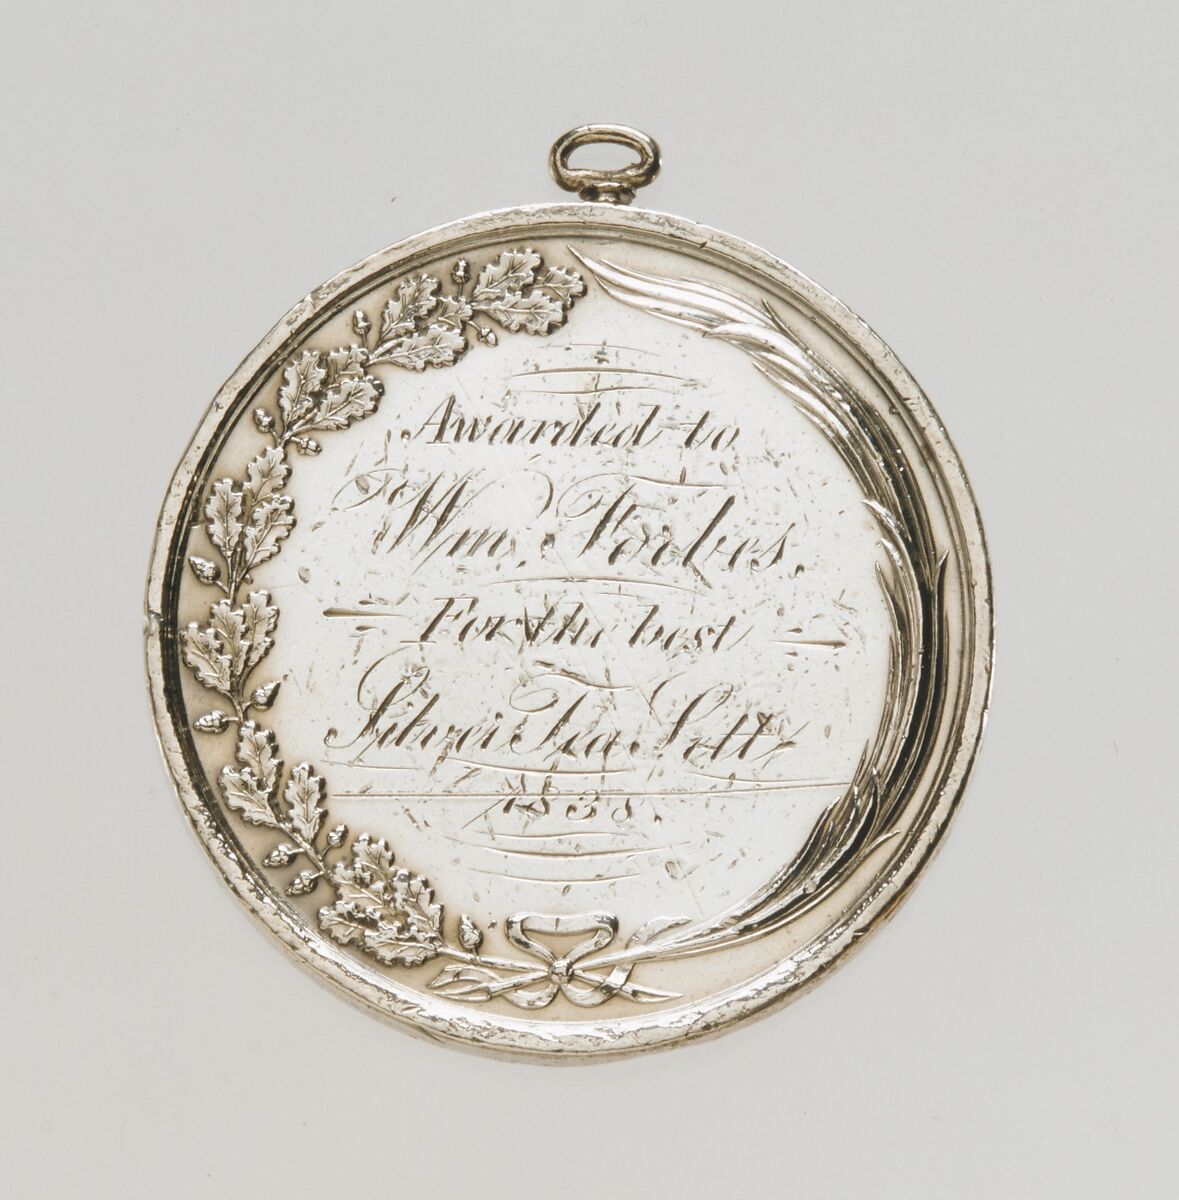 Awarded to
Wm. Forbes.
For the best
Silver Tea Sett
1838.